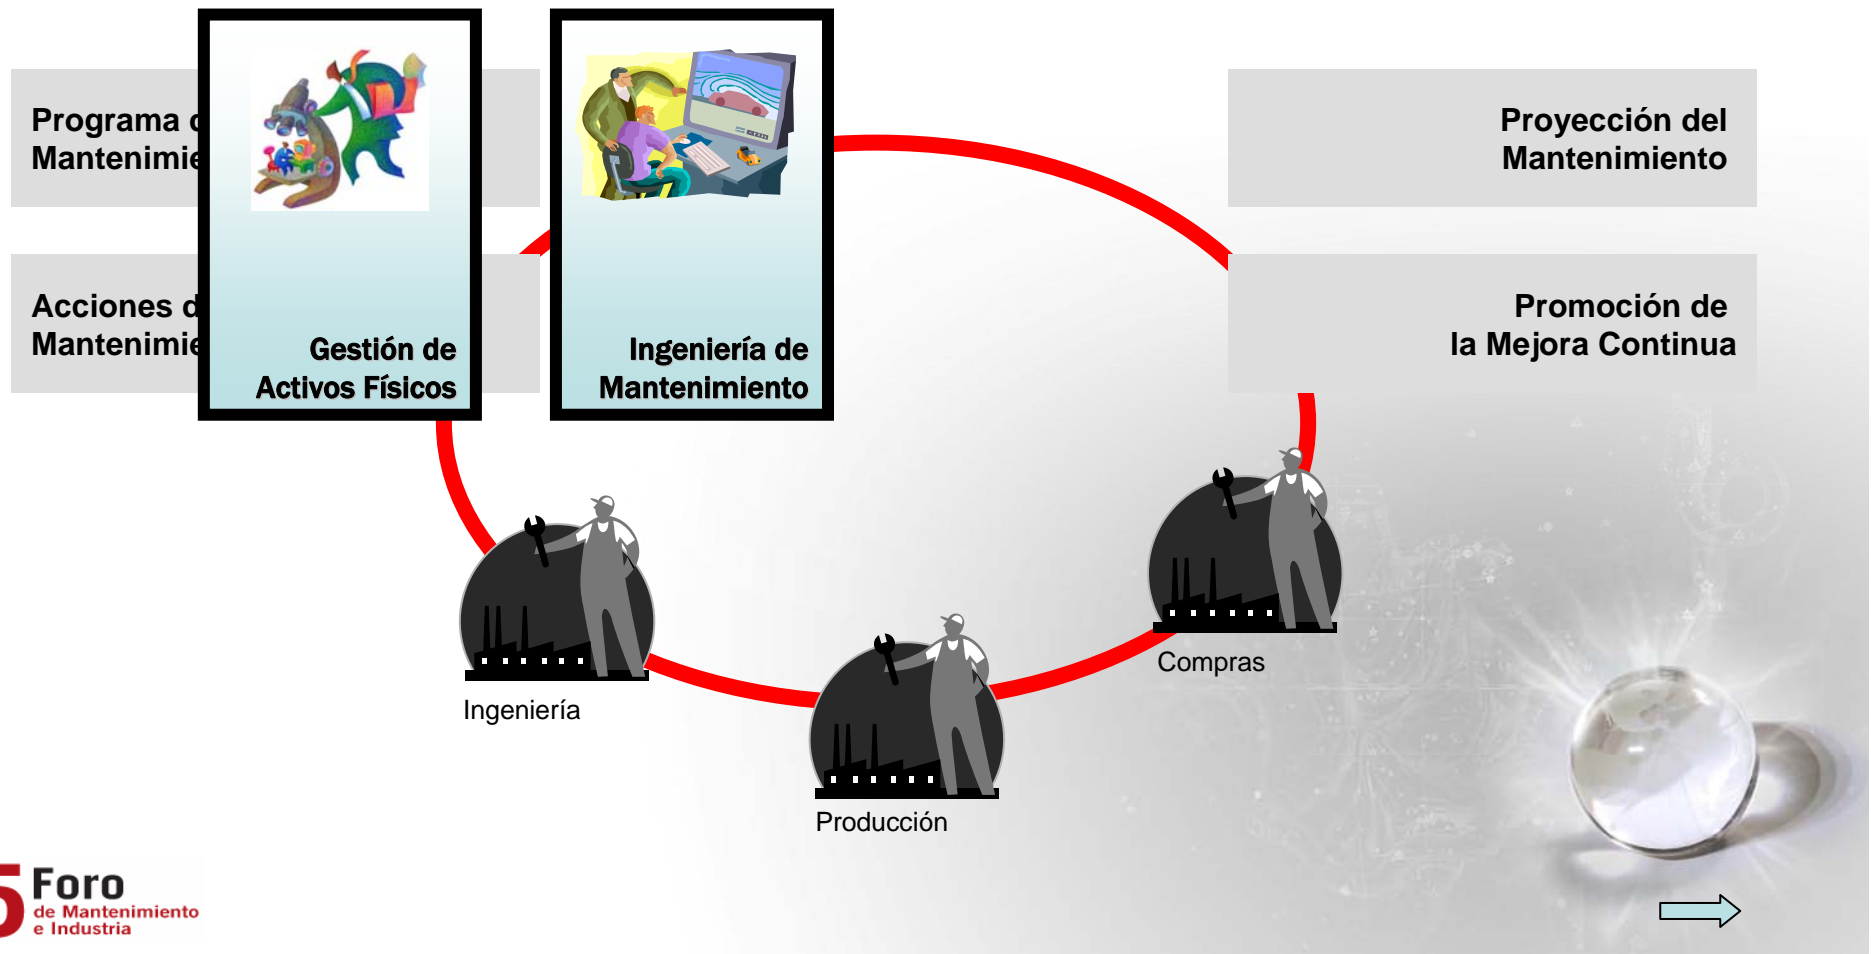 Programa
Mantenimie
Acciones d
Mantenimie
Gestión de
Activos Físicos
Ingeniería de
Mantenimiento
Proyección del
Mantenimiento
Promoción de
la Mejora Continua
Ingeniería
Producción
Compras
5 Foro
de Mantenimiento
e Industria